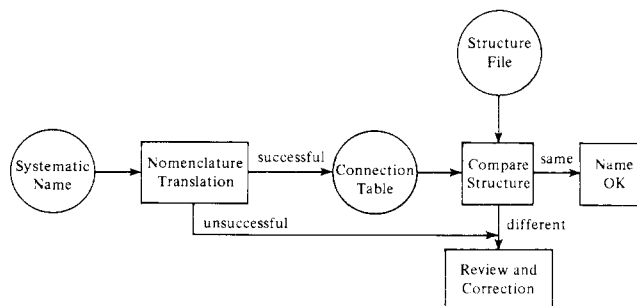 Structure
File
Systematic
Name
Nomenclature
Translation
successful
Connection
Table
Compare
Structure
same
Name
OK
unsuccessful
different
Review and
Correction